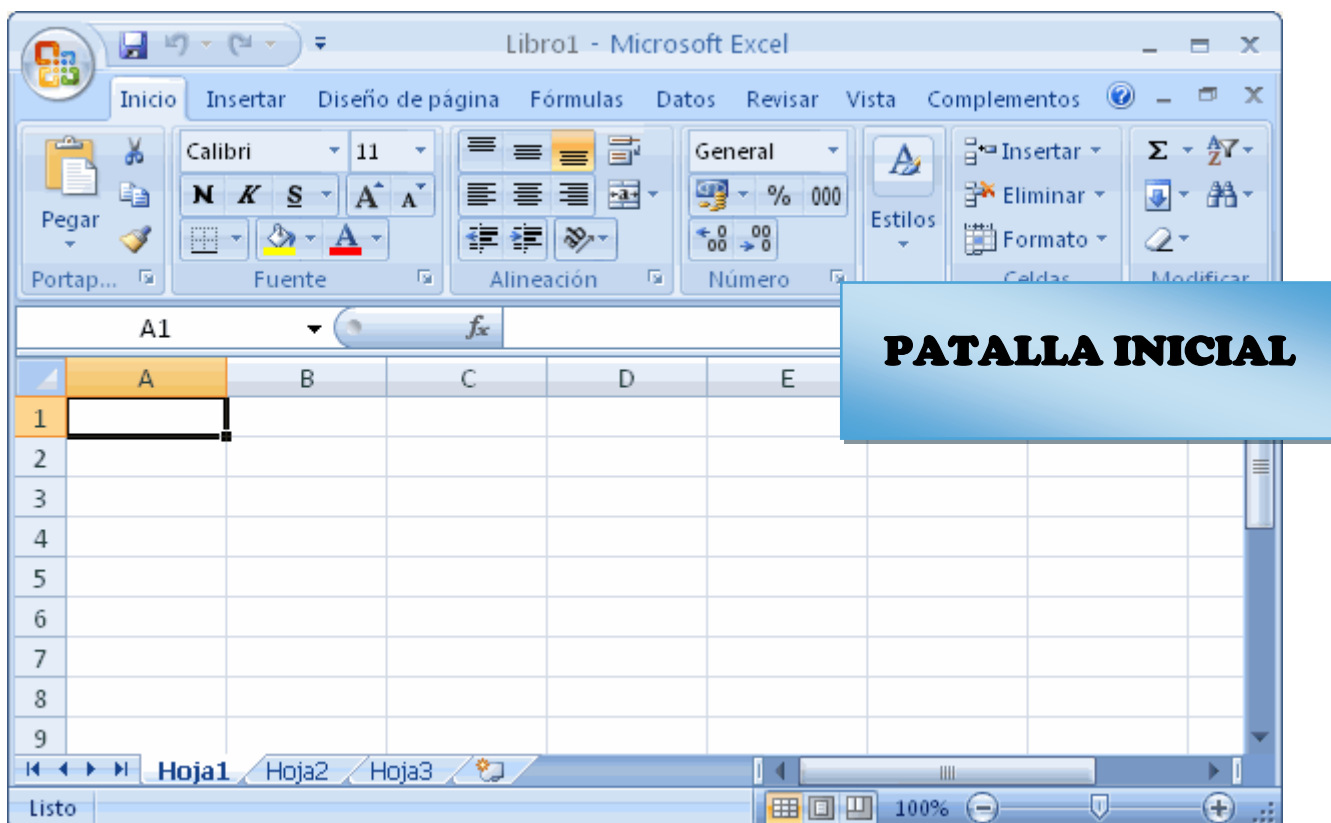 Libro1 - Microsoft Excel
Inicio Insertar Diseño de página Fórmulas Datos Revisar Vista Complementos
Calibri 11 General Insertar
N K S A A % 000 Eliminar
Pegar Estilos Formato
A
Portap... Fuente Alineación Número Celdas Modificar
A1 fx
PATALLA INICIAL
A B C D E
1
2
3
4
5
6
7
8
9
Hoja1 Hoja2 Hoja3
Listo 100%